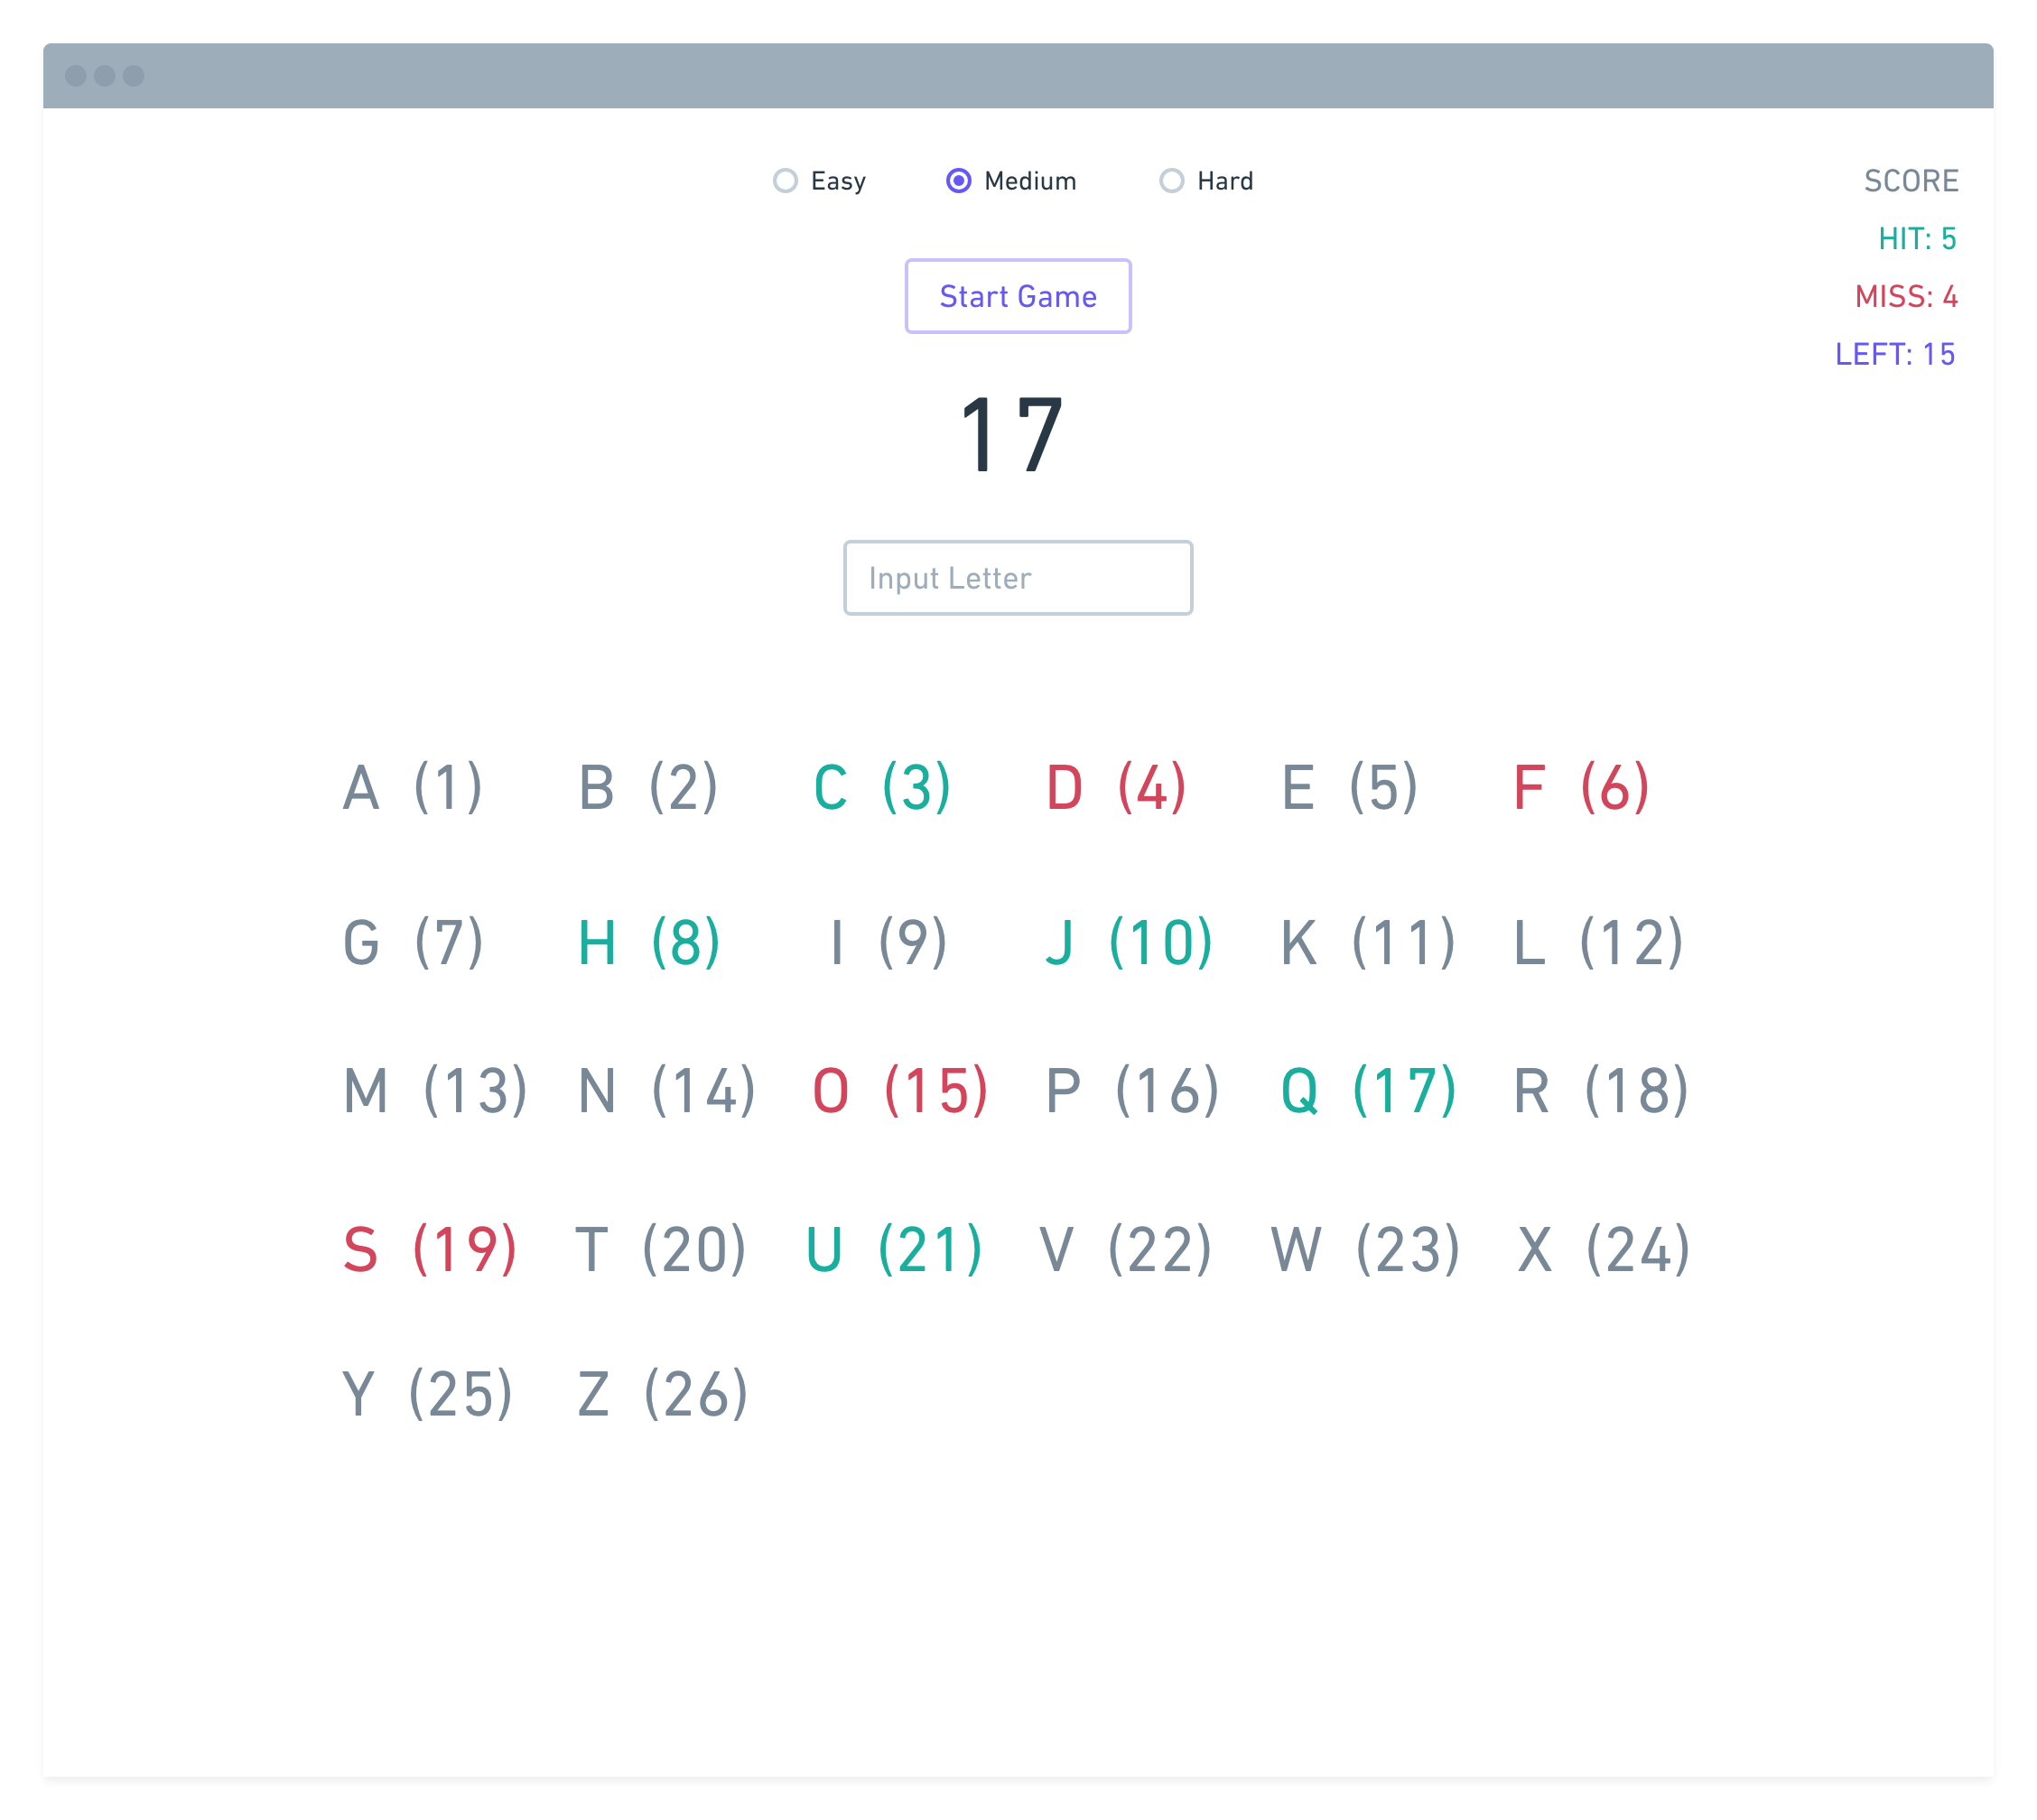 Easy Medium Hard
SCORE
HIT: 5
Start Game
MISS: 4
LEFT: 15
17
Input Letter
A (1) B (2) C (3) D (4) E (5) F (6)
G (7) H (8) I (9) J (10) K (11) L (12)
M (13) N (14) O (15) P (16) Q (17) R (18)
S (19) T (20) U (21) V (22) W (23) X (24)
Y (25) Z (26)